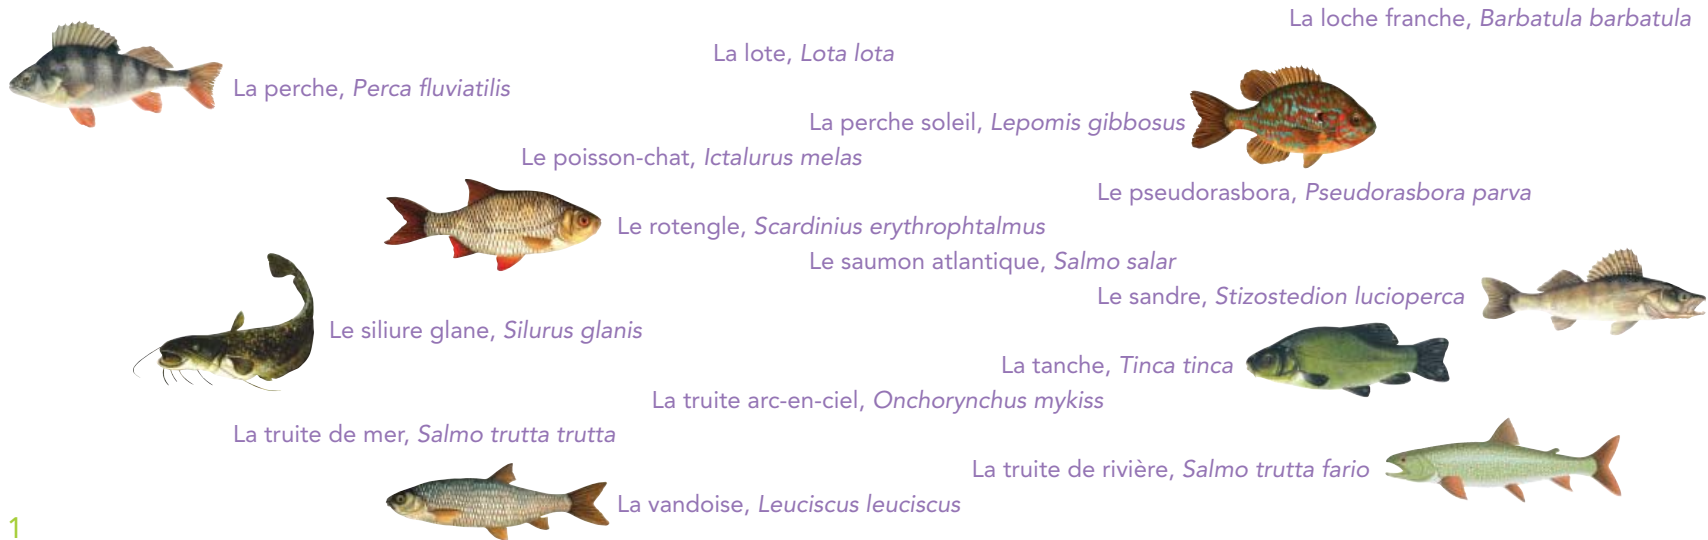 La loche franche, Barbatula barbatula
La lote, Lota lota
La perche, Perca fluviatilis
La perche soleil, Lepomis gibbosus
Le poisson-chat, Ictalurus melas
Le pseudorasbora, Pseudorasbora parva
Le rotengle, Scardinius erythrophtalmus
Le saumon atlantique, Salmo salar
Le sandre, Stizostedion lucioperca
Le siliure glane, Silurus glanis
La tanche, Tinca tinca
La truite arc-en-ciel, Onchorynchus mykiss
La truite de mer, Salmo trutta trutta
La truite de rivière, Salmo trutta fario
La vandoise, Leuciscus leuciscus
1